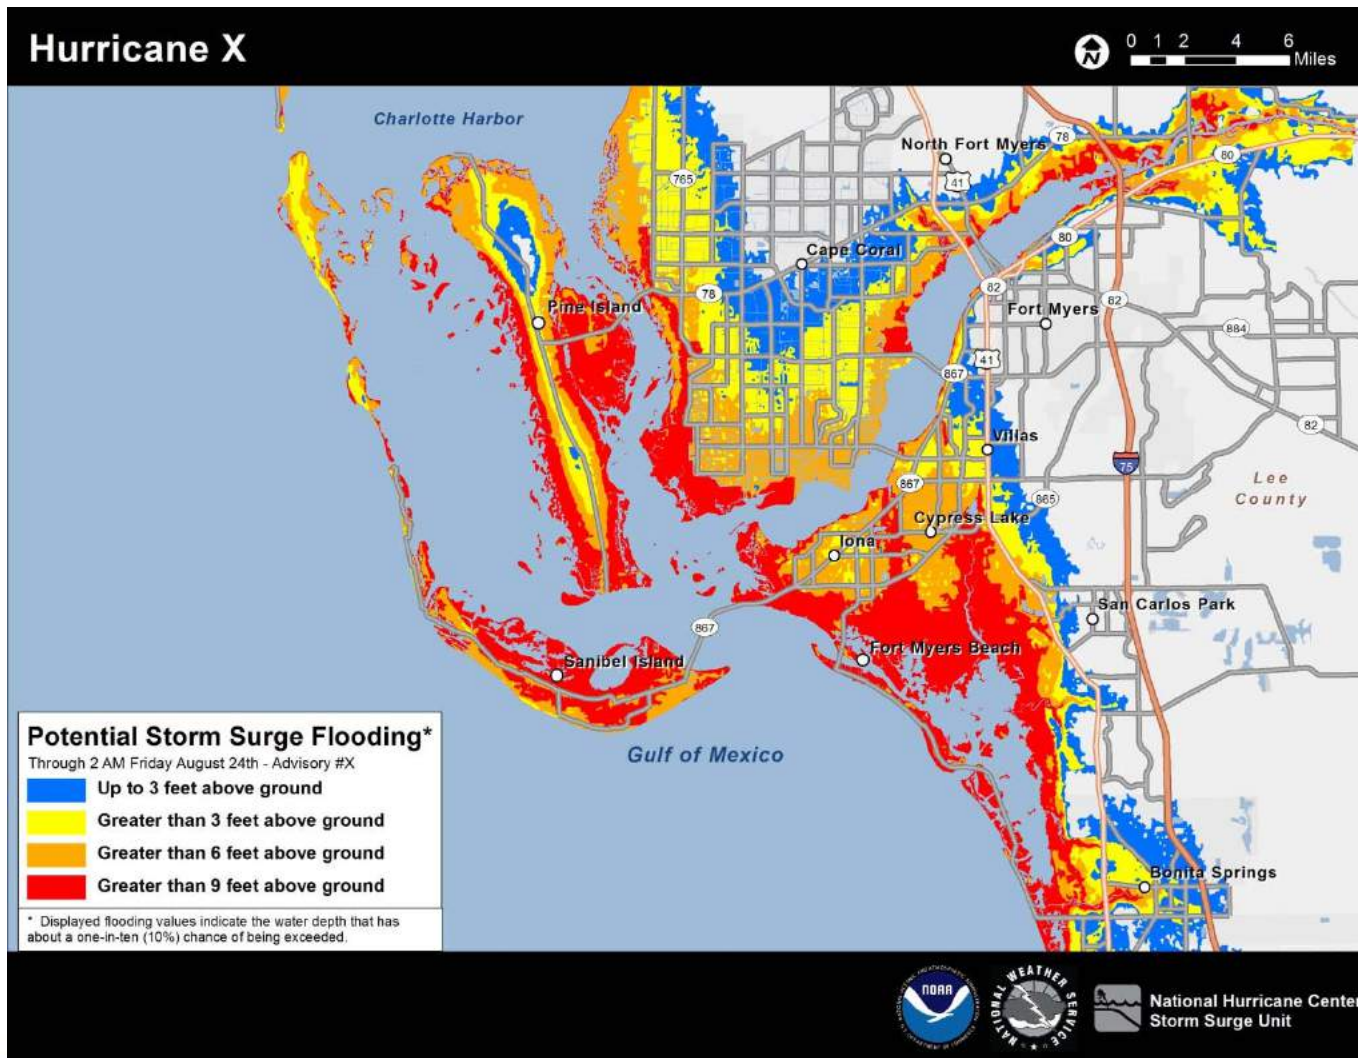 Hurricane X
N
0 1 2 4 6
Miles
Charlotte Harbor
North Fort Myers
78
80
41
765
Cape Coral
80
78
82
82
Pine Island
Fort Myers
884
41
867
82
Villas
75
867
865
Lee
County
Cypress Lake
Iona
San Carlos Park
867
Fort Myers Beach
Sanibel Island
Gulf of Mexico
Bonita Springs
Potential Storm Surge Flooding*
Through 2 AM Friday August 24th - Advisory #X
Up to 3 feet above ground
Greater than 3 feet above ground
Greater than 6 feet above ground
Greater than 9 feet above ground
* Displayed flooding values indicate the water depth that has
about a one-in-ten (10%) chance of being exceeded.
NOAA
NATIONAL WEATHER SERVICE
National Hurricane Center
Storm Surge Unit